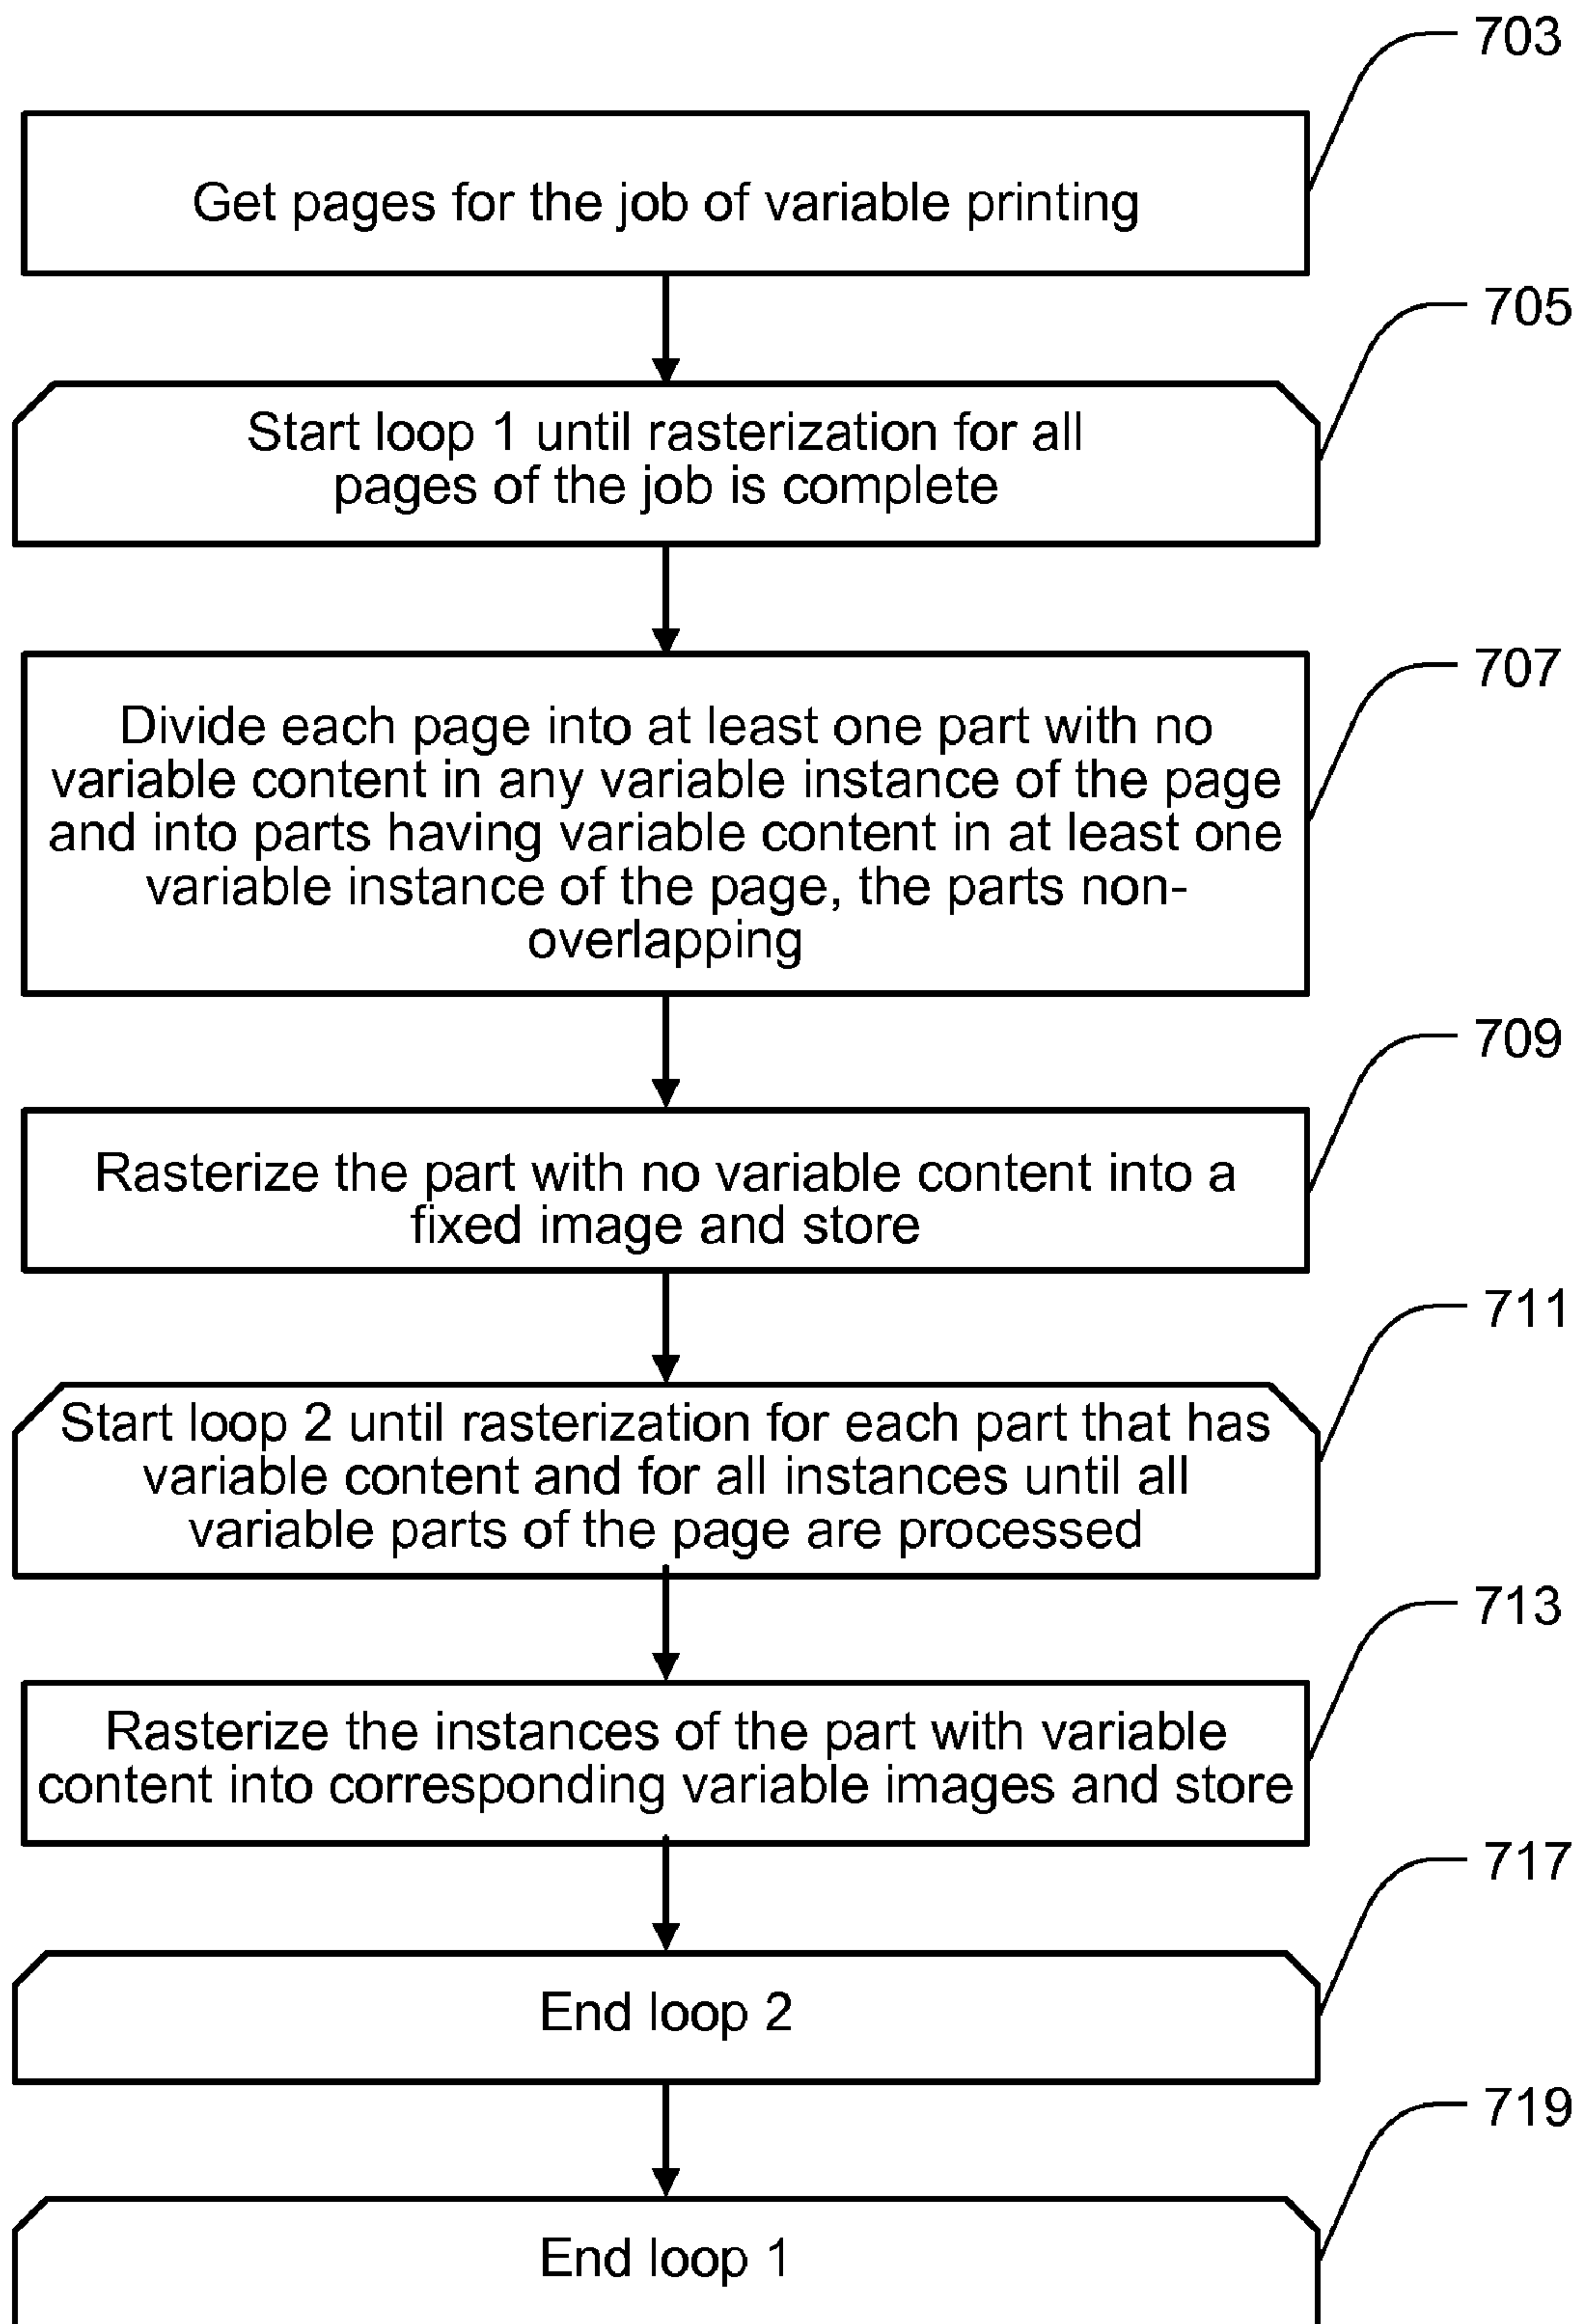 703
Get pages for the job of variable printing
705
Start loop 1 until rasterization for all
pages of the job is complete
707
Divide each page into at least one part with no
variable content in any variable instance of the page
and into parts having variable content in at least one
variable instance of the page, the parts non-
overlapping
709
Rasterize the part with no variable content into a
fixed image and store
711
Start loop 2 until rasterization for each part that has
variable content and for all instances until all
variable parts of the page are processed
713
Rasterize the instances of the part with variable
content into corresponding variable images and store
717
End loop 2
719
End loop 1